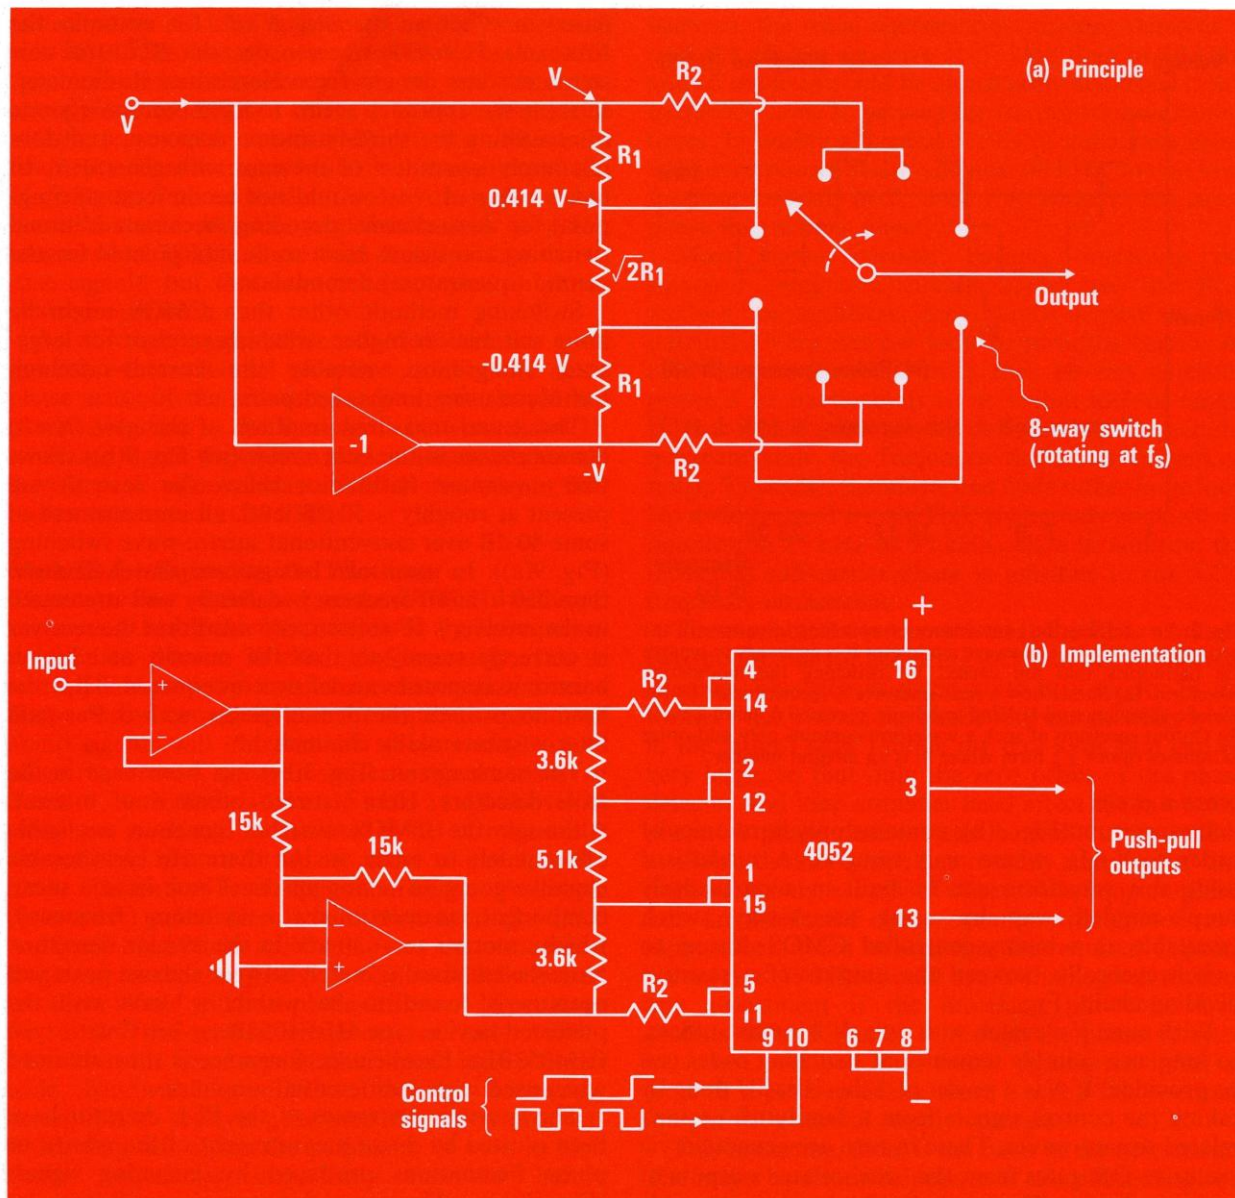 (a) Principle
V
V
R2
R1
0.414 V
√2R1
-0.414 V
R1
-1
-V
R2
Output
8-way switch
(rotating at fs)
(b) Implementation
Input
+
−
+
16
4
14
R2
3.6k
2
12
3
15k
15k
5.1k
4052
Push-pull
outputs
1
15
13
−
+
3.6k
R2
5
11
9
10
6
7
8
−
Control
signals